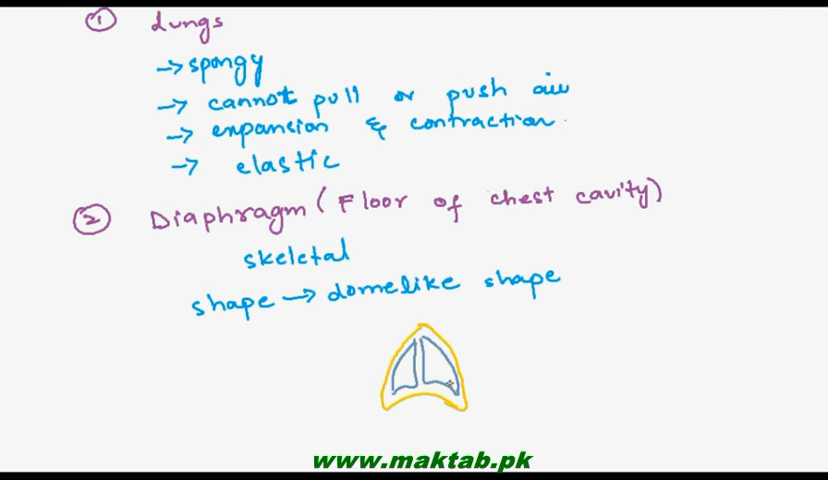 ① Lungs
→ spongy
→ cannot pull or push air
→ expansion & contraction.
→ elastic
② Diaphragm (Floor of chest cavity)
skeletal
shape → domelike shape
www.maktab.pk